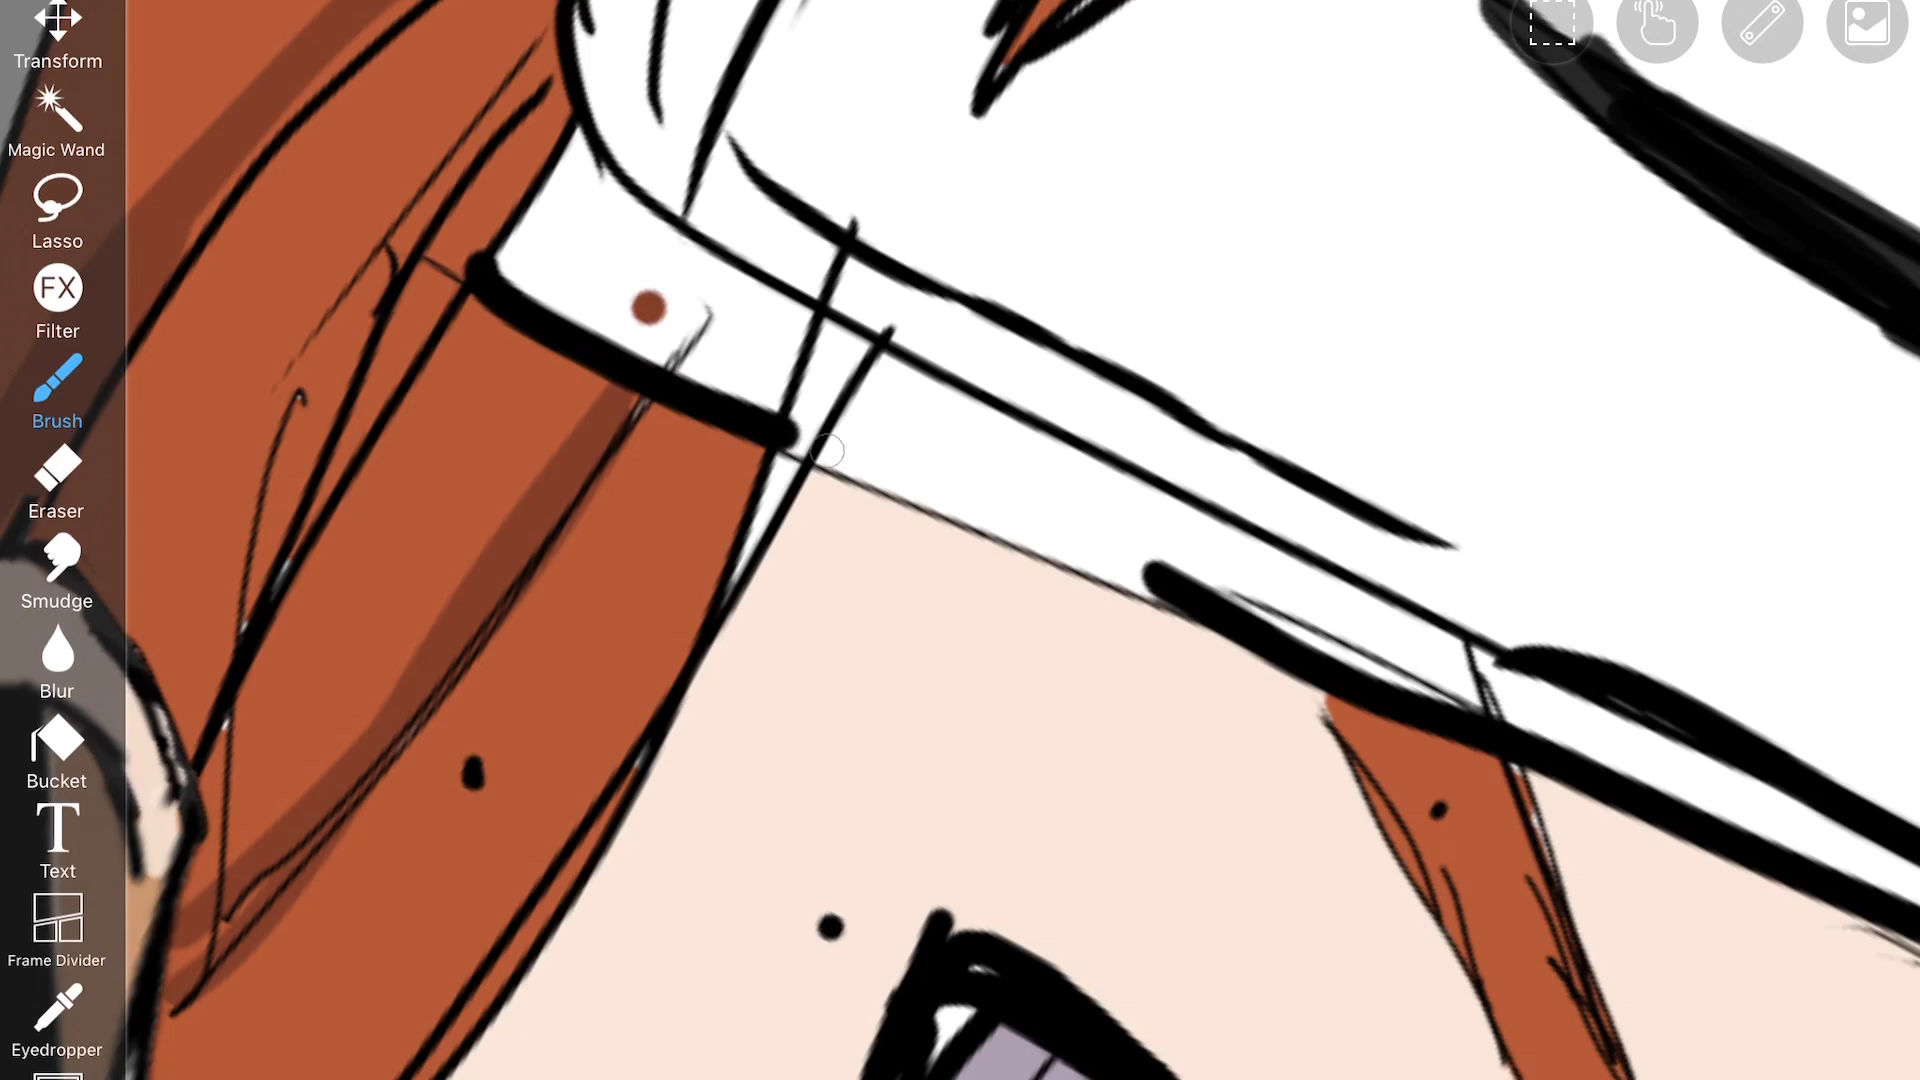 Transform
Magic Wand
Lasso
FX
Filter
Brush
Eraser
Smudge
Blur
Bucket
T
Text
Frame Divider
Eyedropper